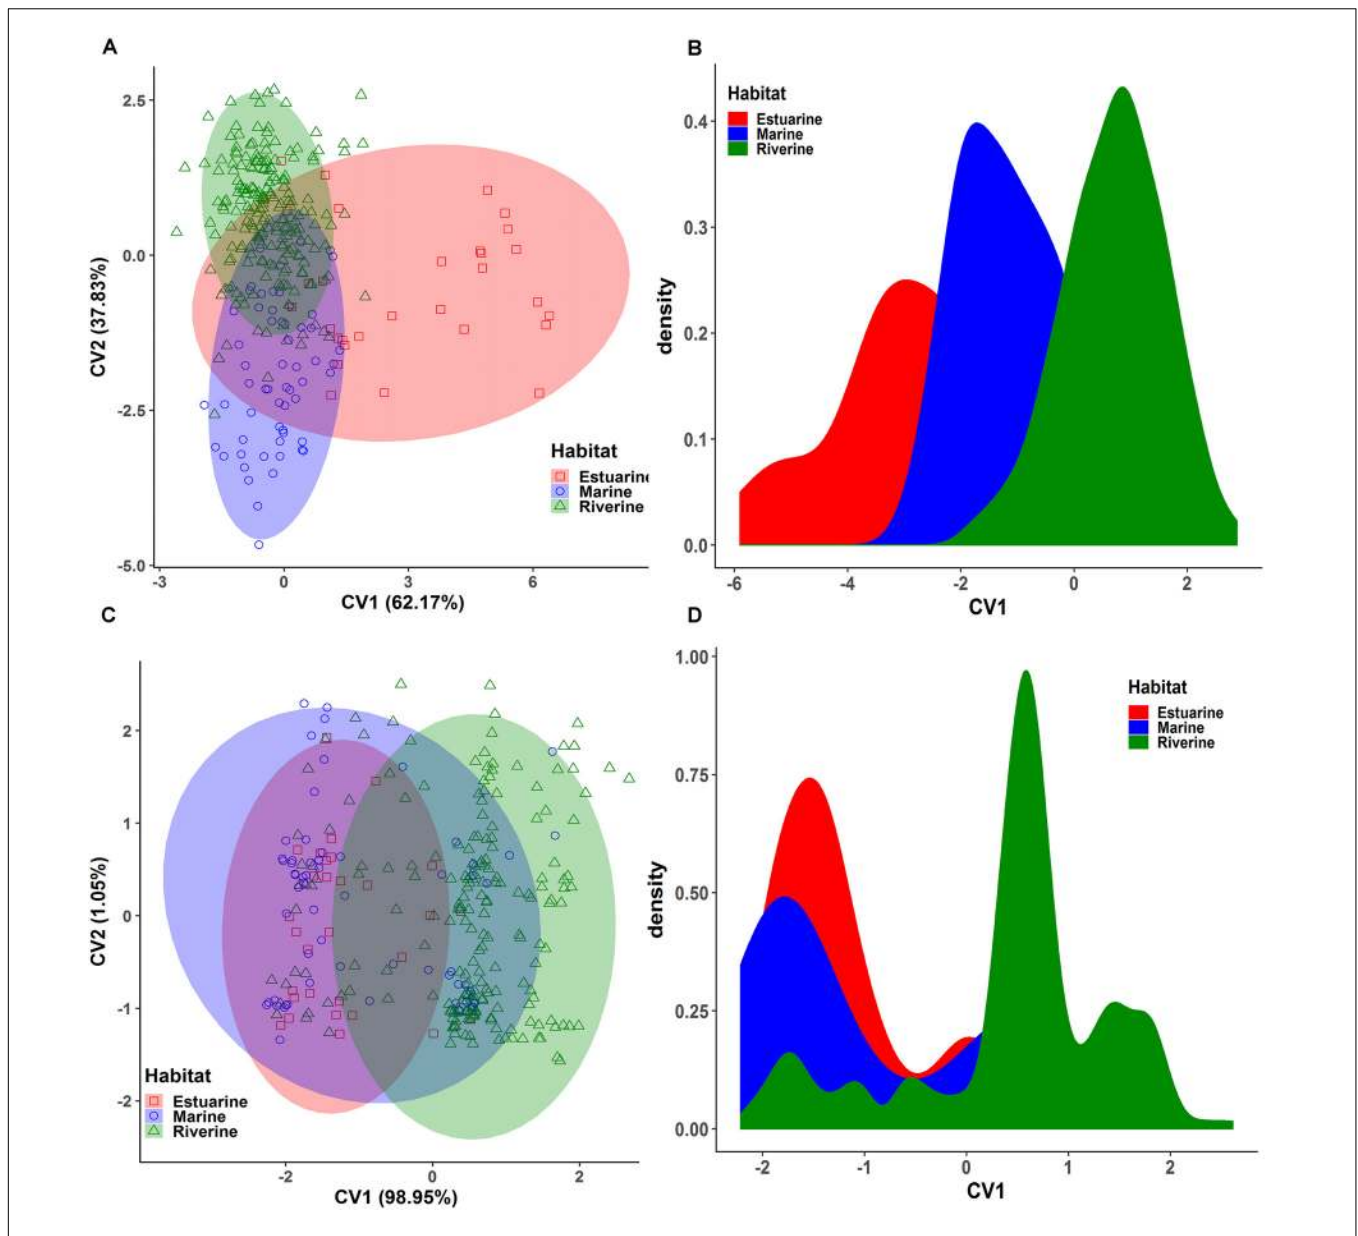 A
2.5
0.0
-2.5
-5.0
CV2 (37.83%)
-3
0
3
6
CV1 (62.17%)
Habitat
Estuarine
Marine
Riverine
B
Habitat
Estuarine
Marine
Riverine
0.4
0.3
0.2
0.1
0.0
density
-6
-4
-2
0
2
CV1
C
2
1
0
-1
-2
CV2 (1.05%)
Habitat
Estuarine
Marine
Riverine
-2
0
2
CV1 (98.95%)
D
1.00
0.75
0.50
0.25
0.00
density
Habitat
Estuarine
Marine
Riverine
-2
-1
0
1
2
CV1